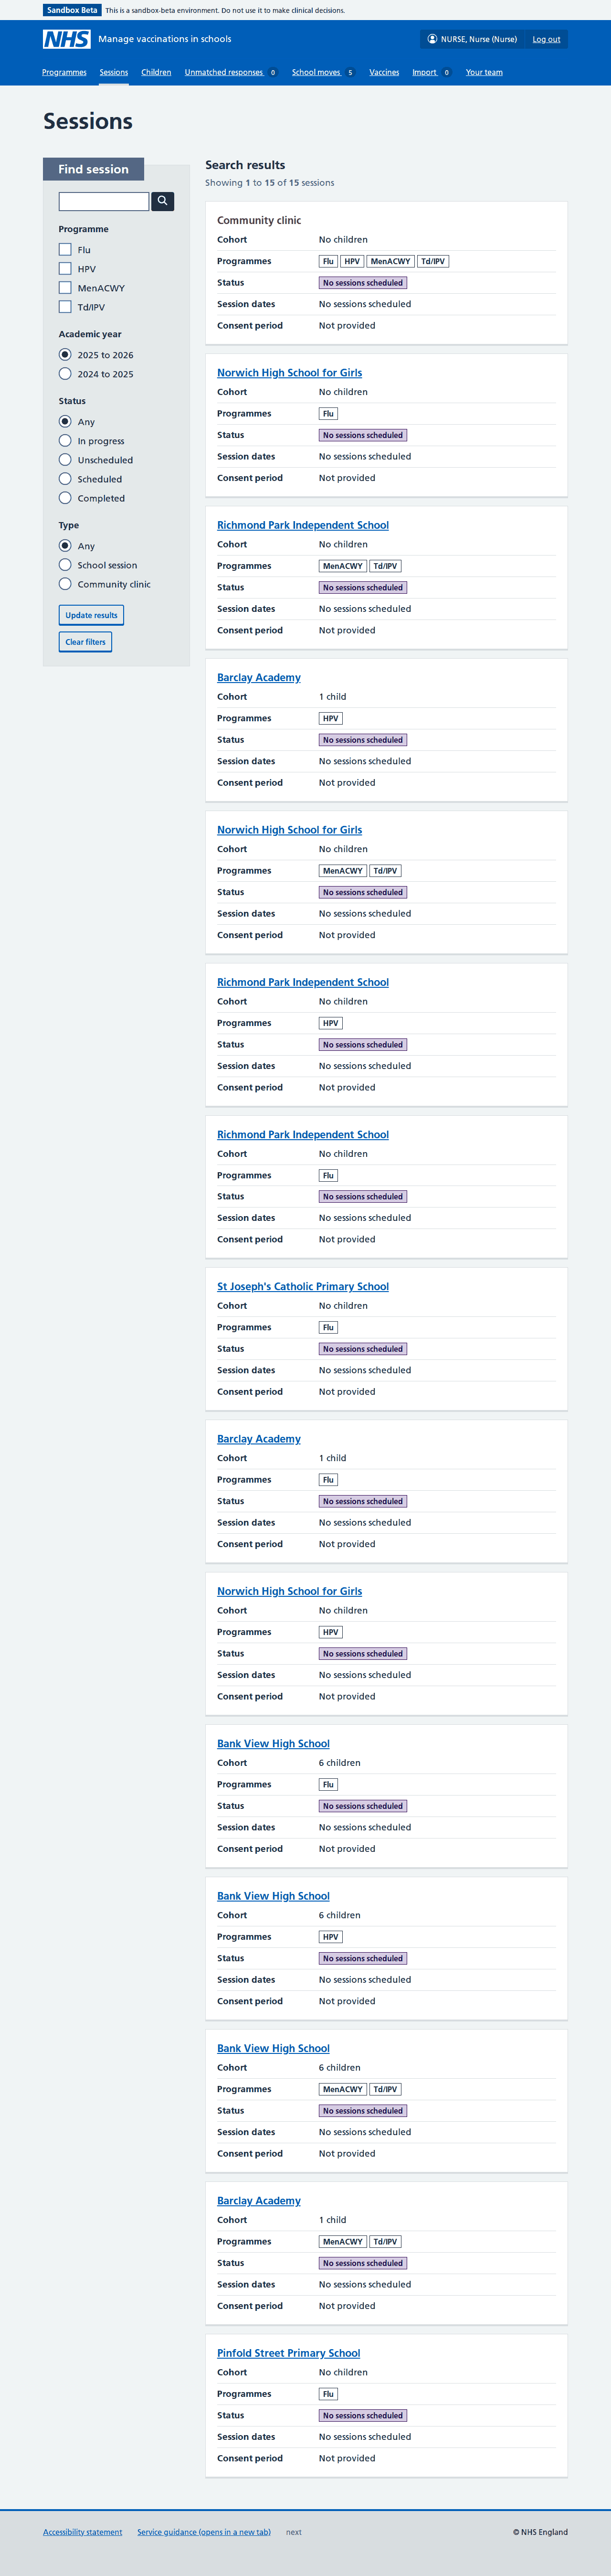 Sandbox Beta This is a sandbox-beta environment. Do not use it to make clinical decisions.
NHS Manage vaccinations in schools
NURSE, Nurse (Nurse) Log out
Programmes Sessions Children Unmatched responses 0 School moves 5 Vaccines Import 0 Your team
Sessions
Find session
Programme
Flu
HPV
MenACWY
Td/IPV
Academic year
2025 to 2026
2024 to 2025
Status
Any
In progress
Unscheduled
Scheduled
Completed
Type
Any
School session
Community clinic
Update results
Clear filters
Search results
Showing 1 to 15 of 15 sessions
Community clinic
Cohort No children
Programmes Flu HPV MenACWY Td/IPV
Status No sessions scheduled
Session dates No sessions scheduled
Consent period Not provided
Norwich High School for Girls
Cohort No children
Programmes Flu
Status No sessions scheduled
Session dates No sessions scheduled
Consent period Not provided
Richmond Park Independent School
Cohort No children
Programmes MenACWY Td/IPV
Status No sessions scheduled
Session dates No sessions scheduled
Consent period Not provided
Barclay Academy
Cohort 1 child
Programmes HPV
Status No sessions scheduled
Session dates No sessions scheduled
Consent period Not provided
Norwich High School for Girls
Cohort No children
Programmes MenACWY Td/IPV
Status No sessions scheduled
Session dates No sessions scheduled
Consent period Not provided
Richmond Park Independent School
Cohort No children
Programmes HPV
Status No sessions scheduled
Session dates No sessions scheduled
Consent period Not provided
Richmond Park Independent School
Cohort No children
Programmes Flu
Status No sessions scheduled
Session dates No sessions scheduled
Consent period Not provided
St Joseph's Catholic Primary School
Cohort No children
Programmes Flu
Status No sessions scheduled
Session dates No sessions scheduled
Consent period Not provided
Barclay Academy
Cohort 1 child
Programmes Flu
Status No sessions scheduled
Session dates No sessions scheduled
Consent period Not provided
Norwich High School for Girls
Cohort No children
Programmes HPV
Status No sessions scheduled
Session dates No sessions scheduled
Consent period Not provided
Bank View High School
Cohort 6 children
Programmes Flu
Status No sessions scheduled
Session dates No sessions scheduled
Consent period Not provided
Bank View High School
Cohort 6 children
Programmes HPV
Status No sessions scheduled
Session dates No sessions scheduled
Consent period Not provided
Bank View High School
Cohort 6 children
Programmes MenACWY Td/IPV
Status No sessions scheduled
Session dates No sessions scheduled
Consent period Not provided
Barclay Academy
Cohort 1 child
Programmes MenACWY Td/IPV
Status No sessions scheduled
Session dates No sessions scheduled
Consent period Not provided
Pinfold Street Primary School
Cohort No children
Programmes Flu
Status No sessions scheduled
Session dates No sessions scheduled
Consent period Not provided
Accessibility statement Service guidance (opens in a new tab) next © NHS England